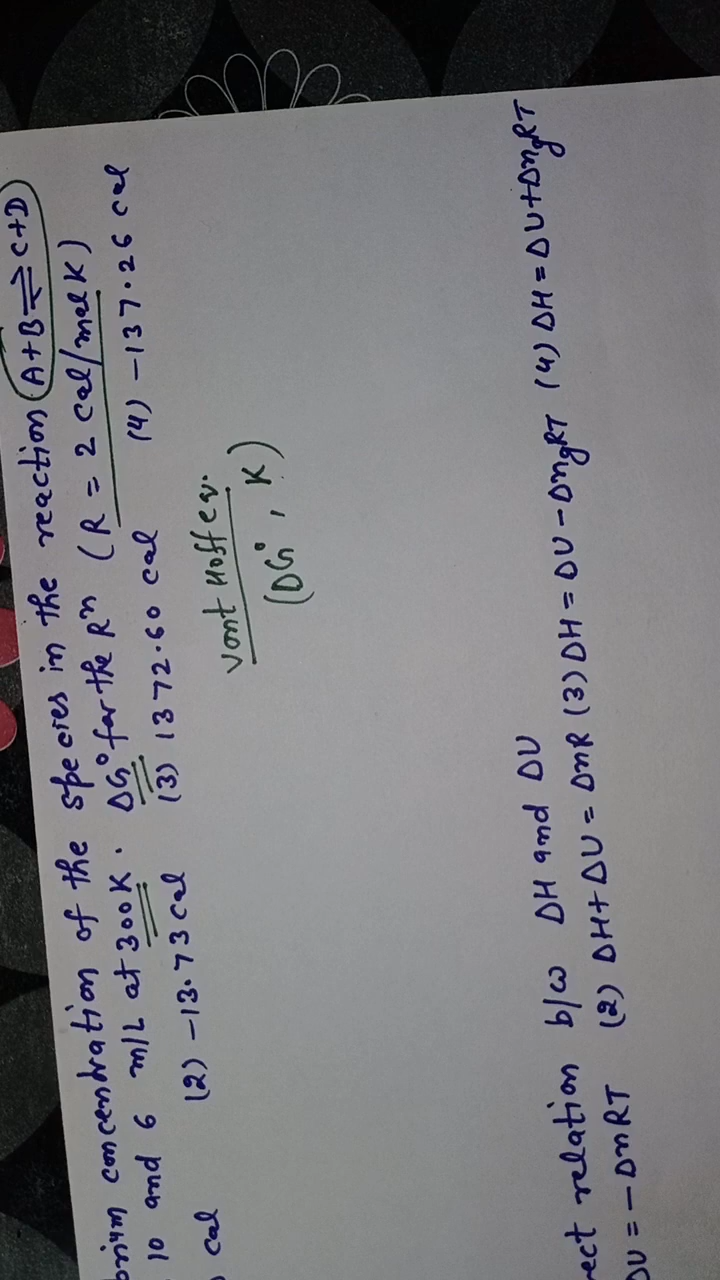 brium concentration of the species in the reaction A+B⇌C+D
10 and 6 m/L at 300K. ΔG° for the Rⁿ (R = 2 cal/mol K)
cal (2) −13.73 cal (3) 1372.60 cal (4) −137.26 cal
vant Hoff eq.
(ΔG°, K)
rect relation b/w ΔH and ΔU
ΔU = −ΔnRT (2) ΔH+ΔU = ΔnR (3) ΔH = ΔU−ΔngRT (4) ΔH = ΔU+ΔngRT